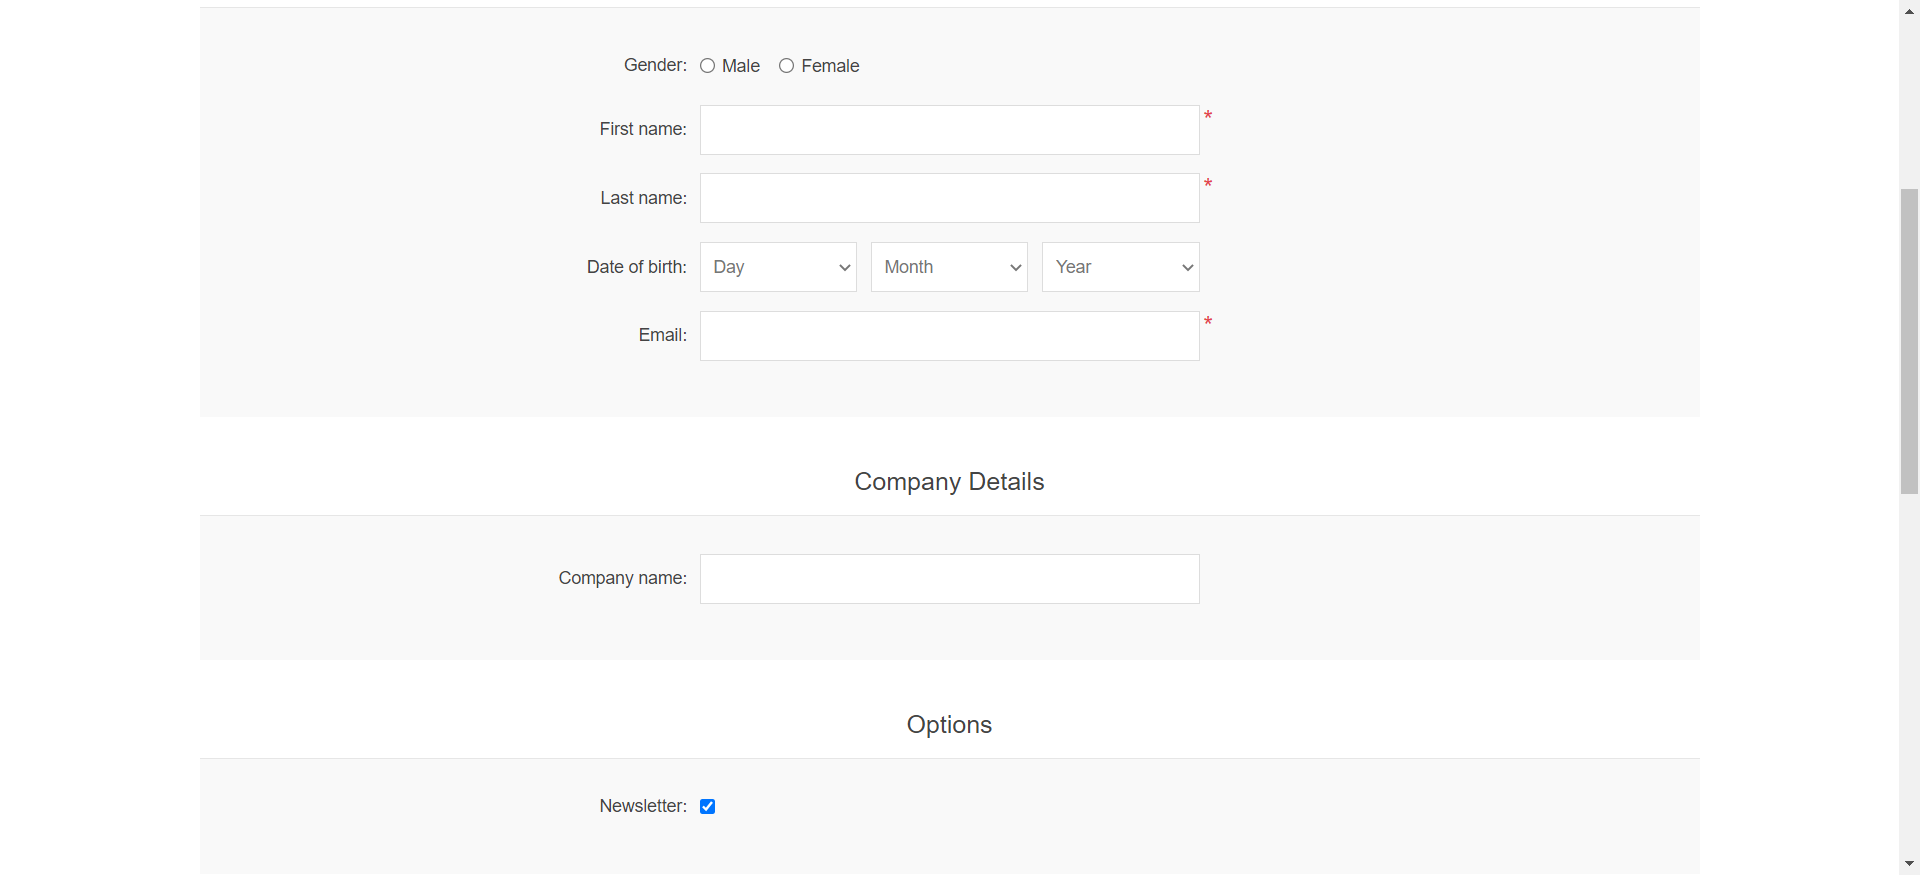 Gender: Male Female
First name: *
Last name: *
Date of birth: Day Month Year
Email: *
Company Details
Company name:
Options
Newsletter: